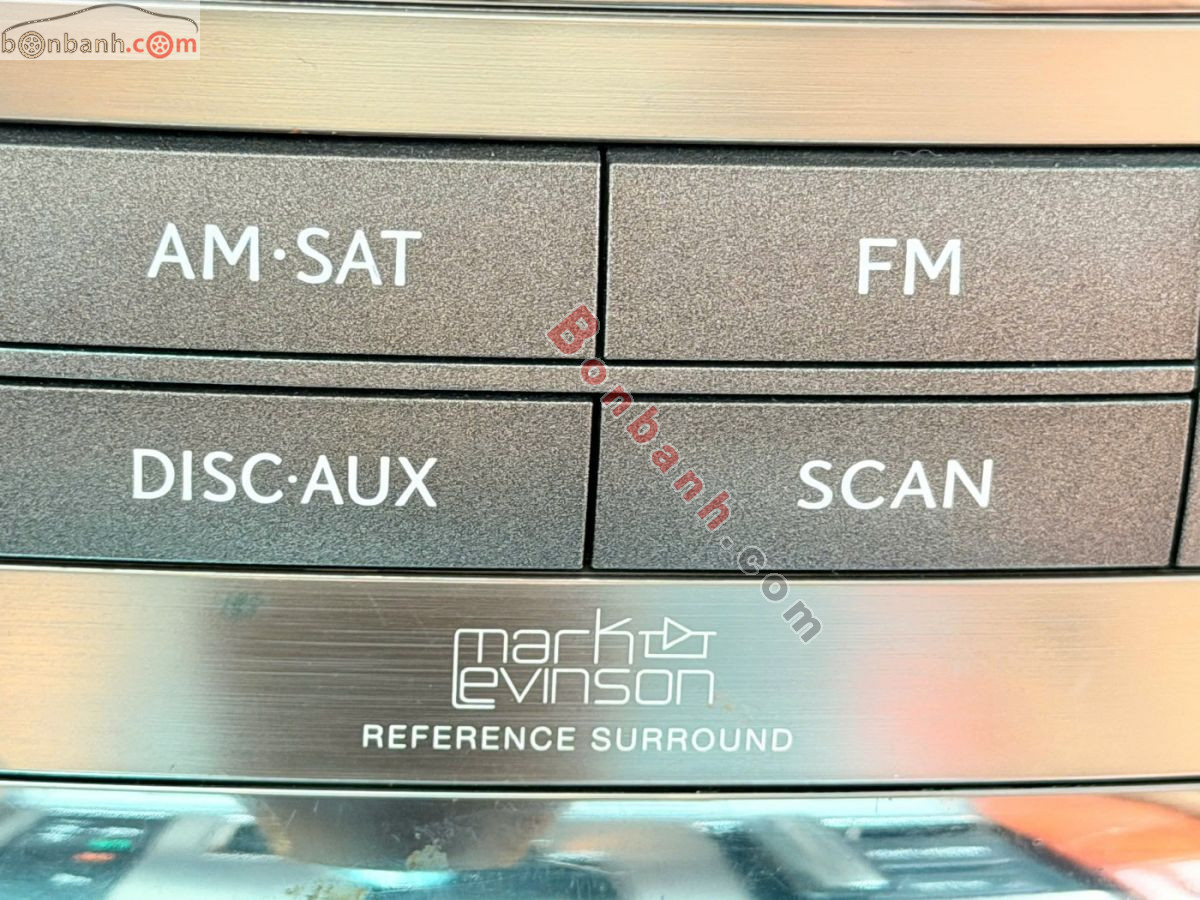 bonbanh.com
AM·SAT
FM
DISC·AUX
SCAN
Bonbanh.com
mark
Levinson
REFERENCE SURROUND